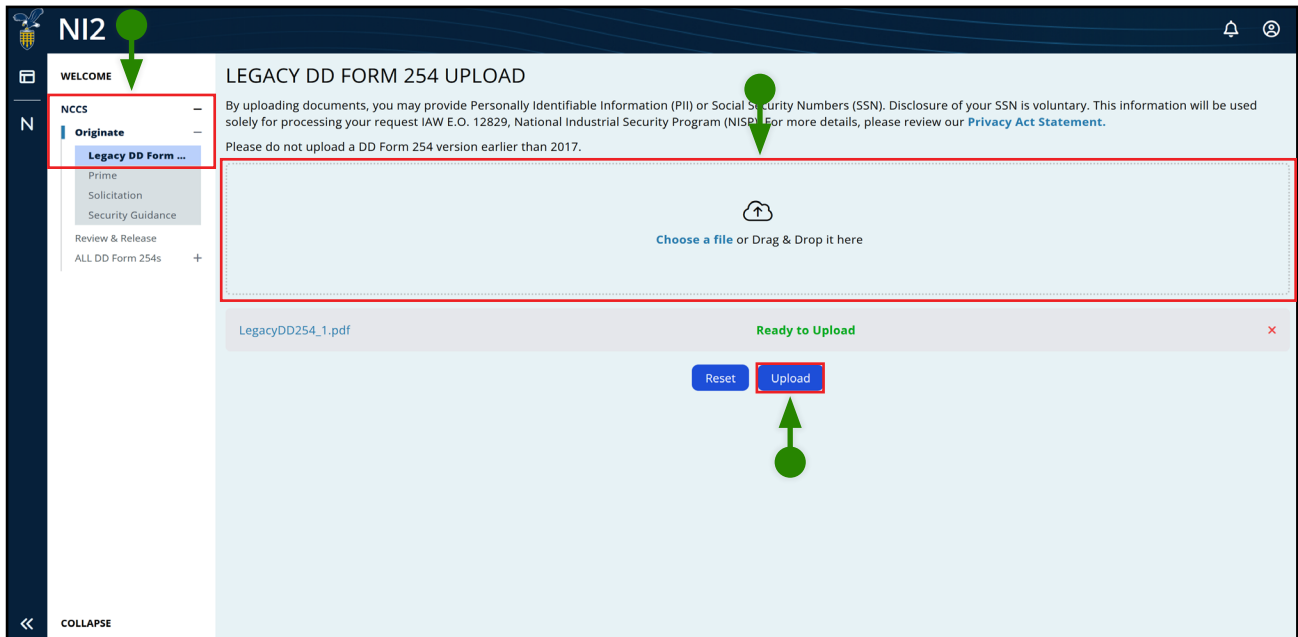 NI2
WELCOME
NCCS
Originate
Legacy DD Form ...
Prime
Solicitation
Security Guidance
Review & Release
ALL DD Form 254s
COLLAPSE
N
LEGACY DD FORM 254 UPLOAD
By uploading documents, you may provide Personally Identifiable Information (PII) or Social Security Numbers (SSN). Disclosure of your SSN is voluntary. This information will be used
solely for processing your request IAW E.O. 12829, National Industrial Security Program (NISP). For more details, please review our Privacy Act Statement.
Please do not upload a DD Form 254 version earlier than 2017.
Choose a file or Drag & Drop it here
LegacyDD254_1.pdf Ready to Upload
Reset Upload